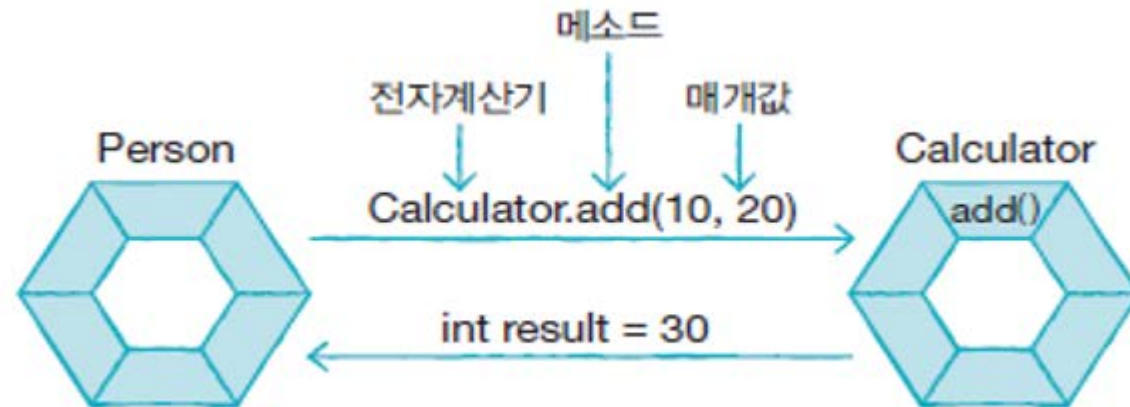 메소드
전자계산기 매개값
Person Calculator
Calculator.add(10, 20) add()
int result = 30